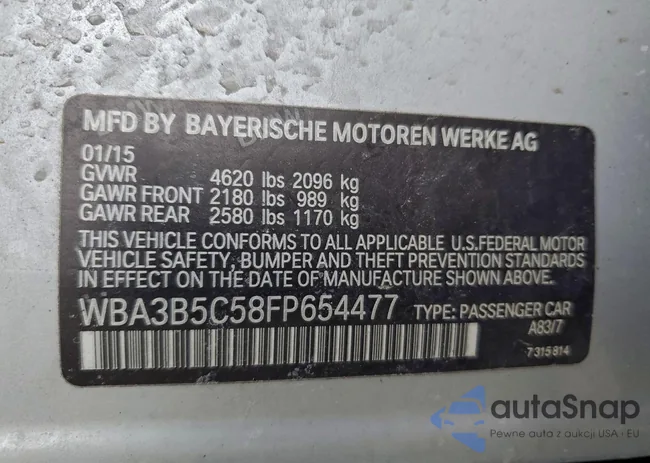 MFD BY BAYERISCHE MOTOREN WERKE AG
01/15
GVWR 4620 lbs 2096 kg
GAWR FRONT 2180 lbs 989 kg
GAWR REAR 2580 lbs 1170 kg
THIS VEHICLE CONFORMS TO ALL APPLICABLE U.S.FEDERAL MOTOR
VEHICLE SAFETY, BUMPER AND THEFT PREVENTION STANDARDS
IN EFFECT ON THE DATE OF MANUFACTURE SHOWN ABOVE.
WBA3B5C58FP654477 TYPE: PASSENGER CAR
A83/7
7315814
autaSnap
Pewne auta z aukcji USA i EU